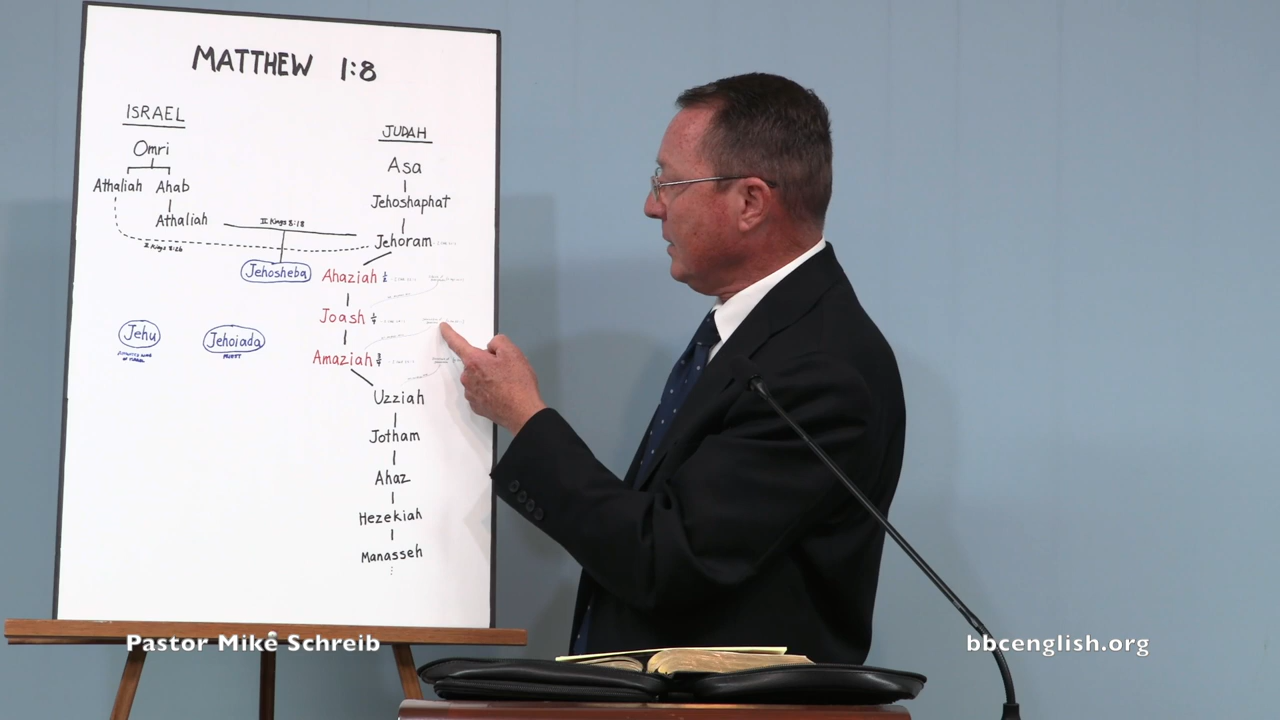 MATTHEW 1:8
ISRAEL
Omri
Athaliah Ahab
Athaliah
II Kings 8:18
II Kings 8:26
Jehosheba
Jehu
Jehoiada
PRIEST
JUDAH
Asa
Jehoshaphat
Jehoram
Ahaziah
Joash
Amaziah
Uzziah
Jotham
Ahaz
Hezekiah
Manasseh
Pastor Mike Schreib
bbcenglish.org